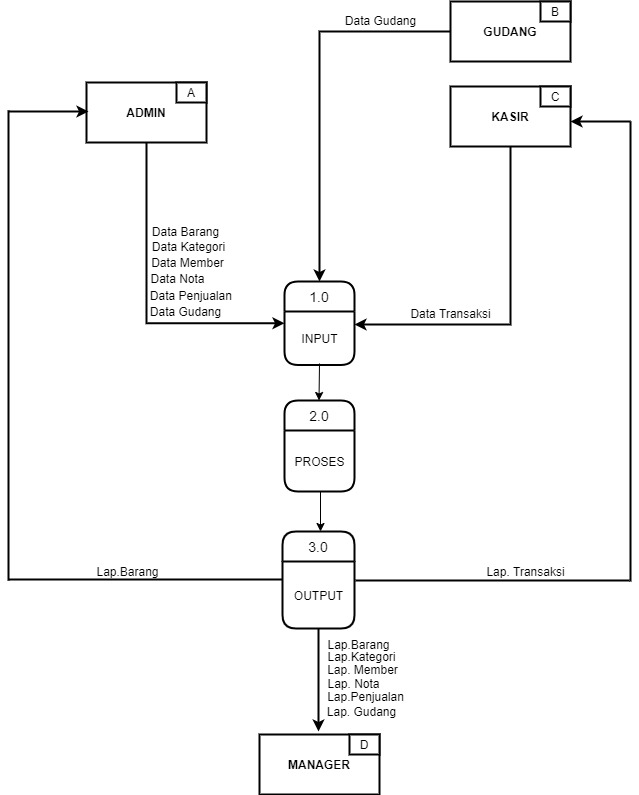 Data Gudang
B
GUDANG
A
ADMIN
C
KASIR
Data Barang
Data Kategori
Data Member
Data Nota
Data Penjualan
Data Gudang
1.0
INPUT
Data Transaksi
2.0
PROSES
3.0
OUTPUT
Lap.Barang
Lap. Transaksi
Lap.Barang
Lap.Kategori
Lap. Member
Lap. Nota
Lap.Penjualan
Lap. Gudang
D
MANAGER